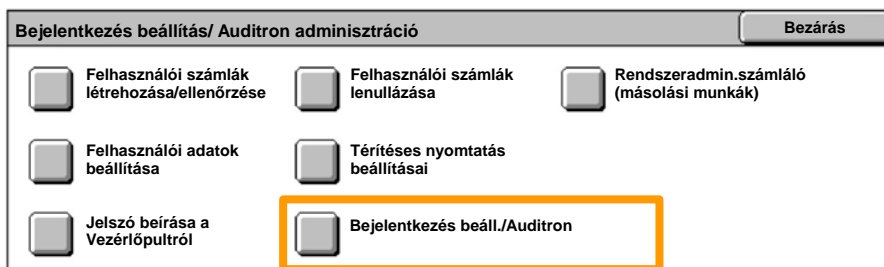 Bejelentkezés beállítás/ Auditron adminisztráció
Bezárás
Felhasználói számlák
létrehozása/ellenőrzése
Felhasználói számlák
lenullázása
Rendszeradmin.számláló
(másolási munkák)
Felhasználói adatok
beállítása
Térítéses nyomtatás
beállításai
Jelszó beírása a
Vezérlőpultról
Bejelentkezés beáll./Auditron